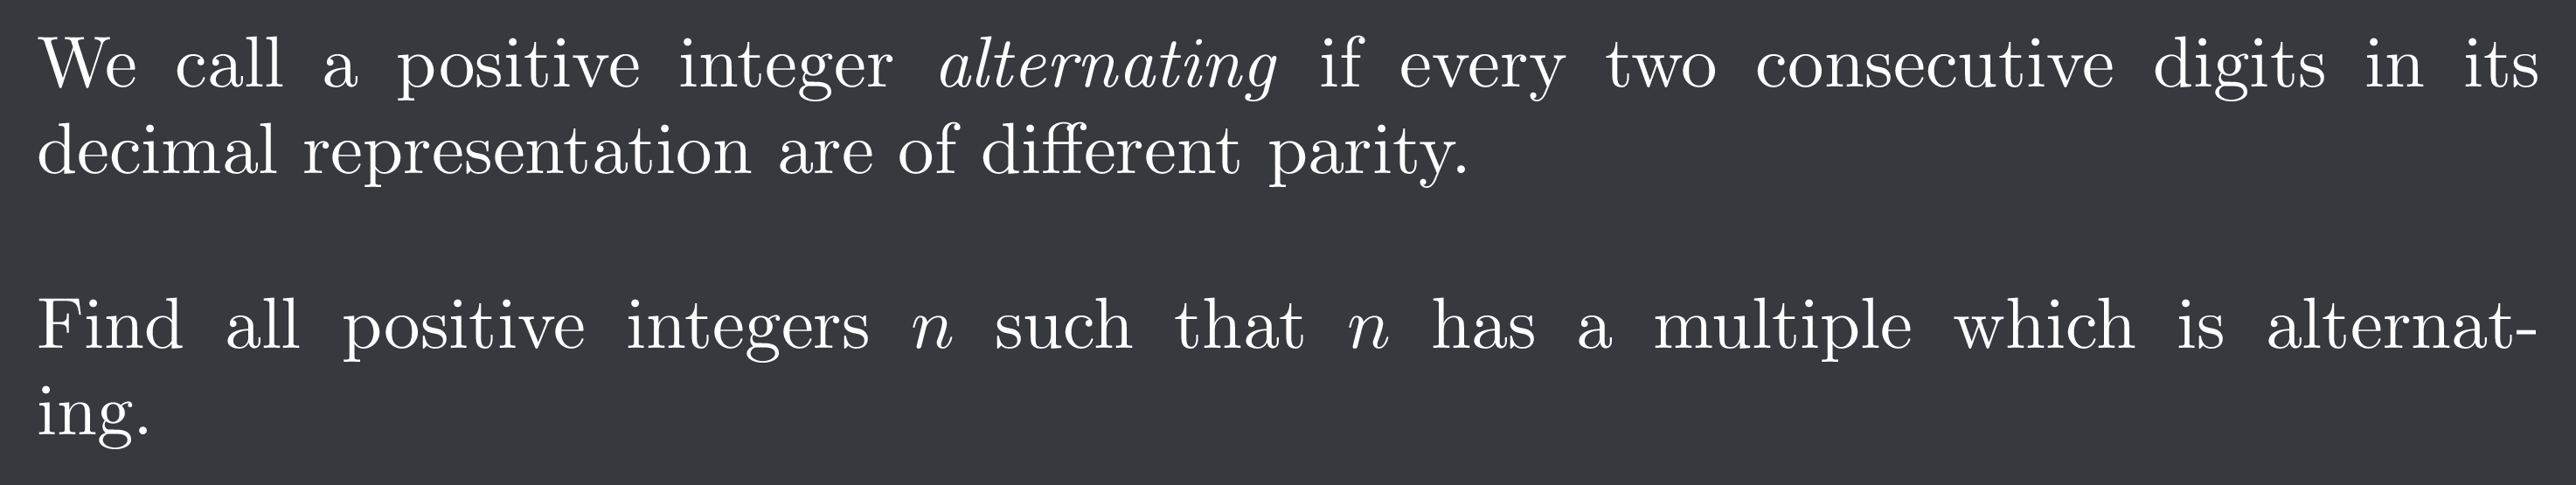 We call a positive integer alternating if every two consecutive digits in its
decimal representation are of different parity.
Find all positive integers n such that n has a multiple which is alternat-
ing.